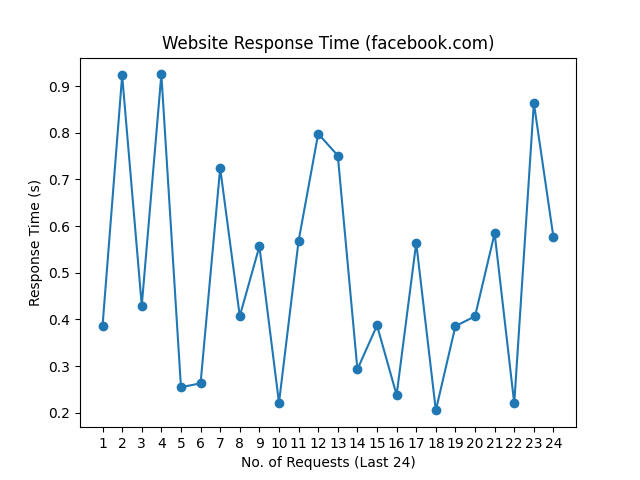 Website Response Time (facebook.com)
Response Time (s)
0.9
0.8
0.7
0.6
0.5
0.4
0.3
0.2
1 2 3 4 5 6 7 8 9 10 11 12 13 14 15 16 17 18 19 20 21 22 23 24
No. of Requests (Last 24)